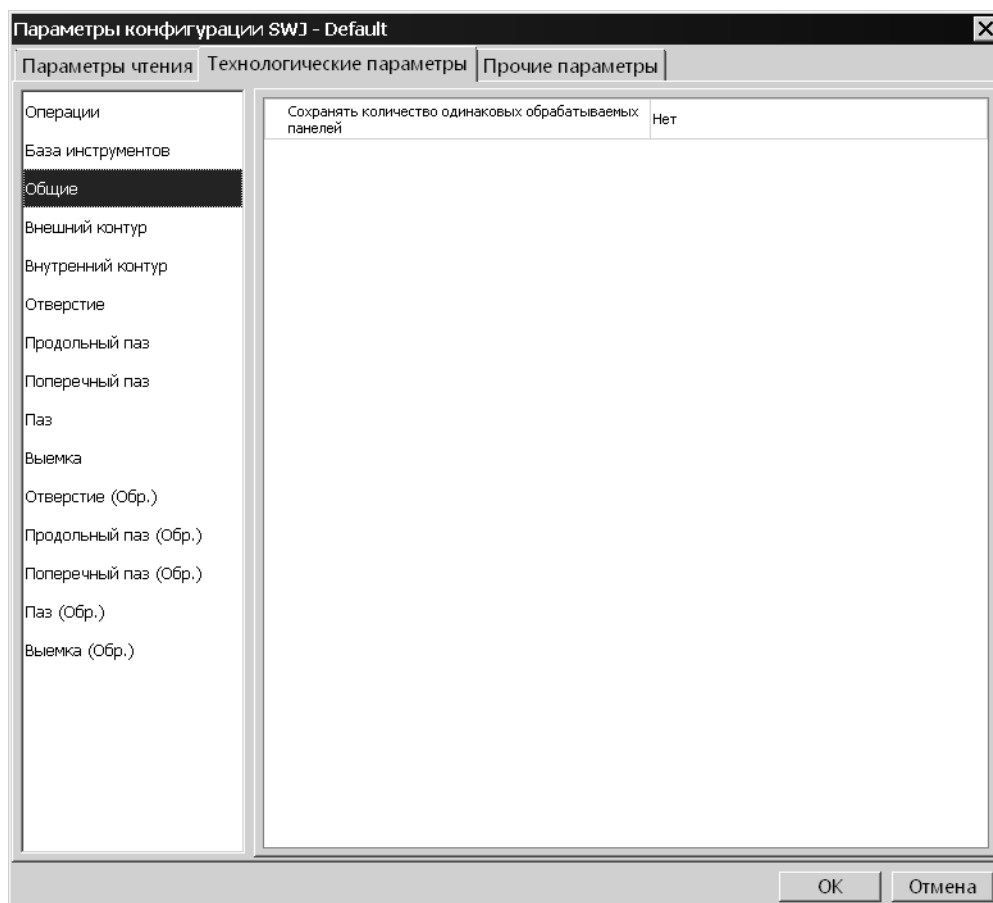 Параметры конфигурации SWJ - Default
Параметры чтения
Технологические параметры
Прочие параметры
Операции
База инструментов
Общие
Внешний контур
Внутренний контур
Отверстие
Продольный паз
Поперечный паз
Паз
Выемка
Отверстие (Обр.)
Продольный паз (Обр.)
Поперечный паз (Обр.)
Паз (Обр.)
Выемка (Обр.)
Сохранять количество одинаковых обрабатываемых
панелей
Нет
OK
Отмена